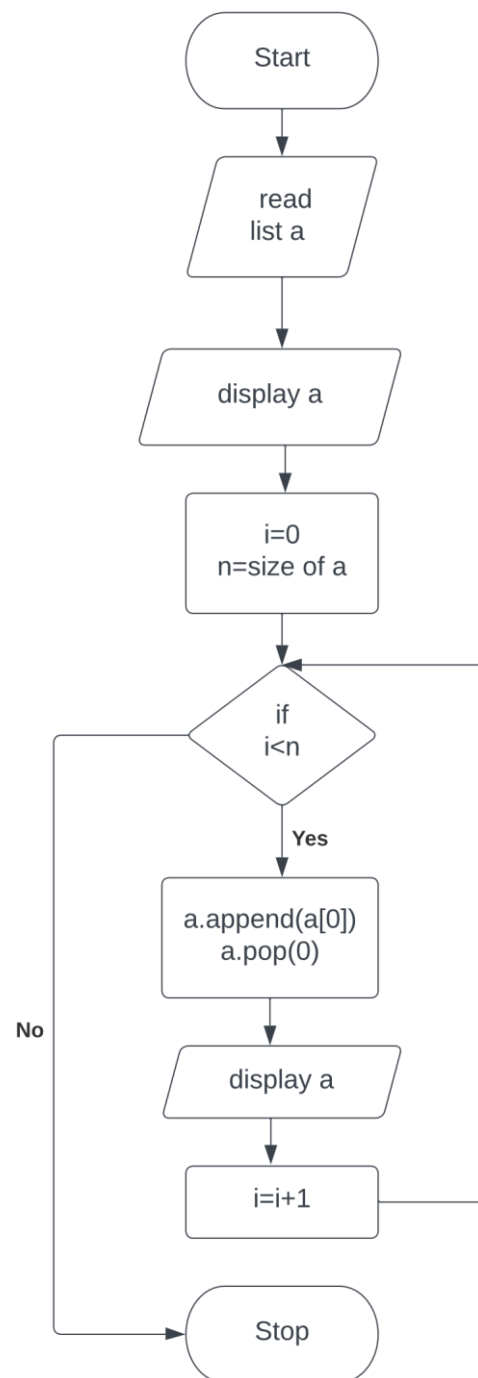 Start
read
list a
display a
i=0
n=size of a
if
i<n
Yes
a.append(a[0])
a.pop(0)
No
display a
i=i+1
Stop